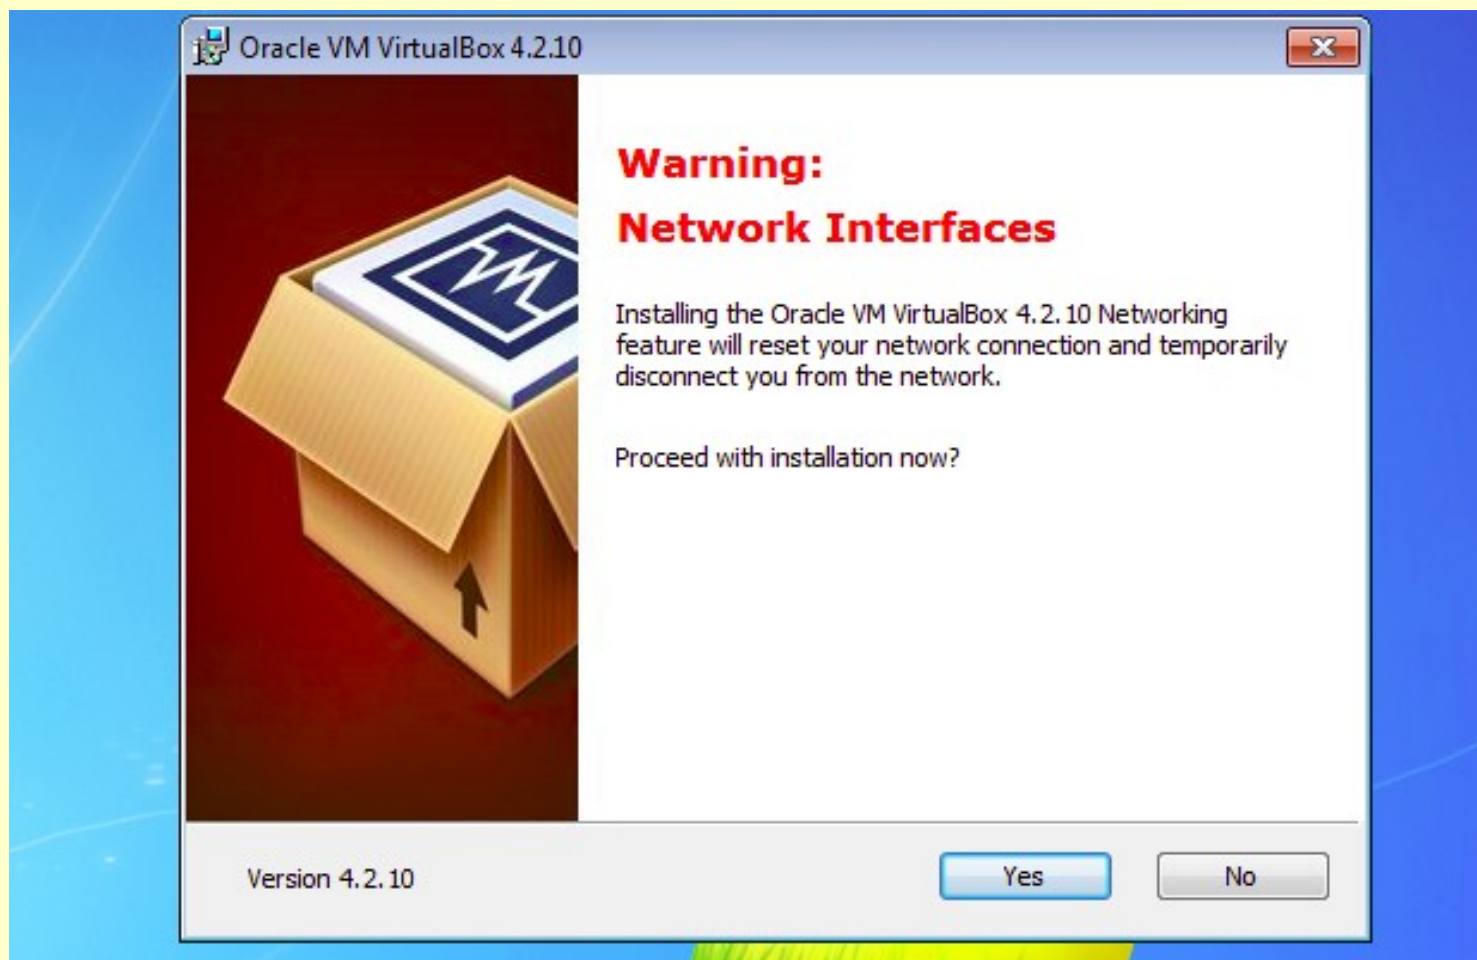 Oracle VM VirtualBox 4.2.10
Warning:
Network Interfaces
Installing the Oracle VM VirtualBox 4.2.10 Networking
feature will reset your network connection and temporarily
disconnect you from the network.
Proceed with installation now?
Version 4.2.10
Yes
No